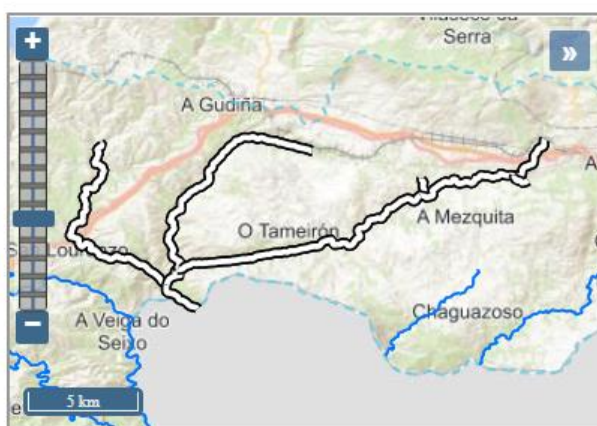 Serra
A Gudiña
O Tameirón
A Mezquita
Chaguazoso
A Veiga do
Seixo
5 km